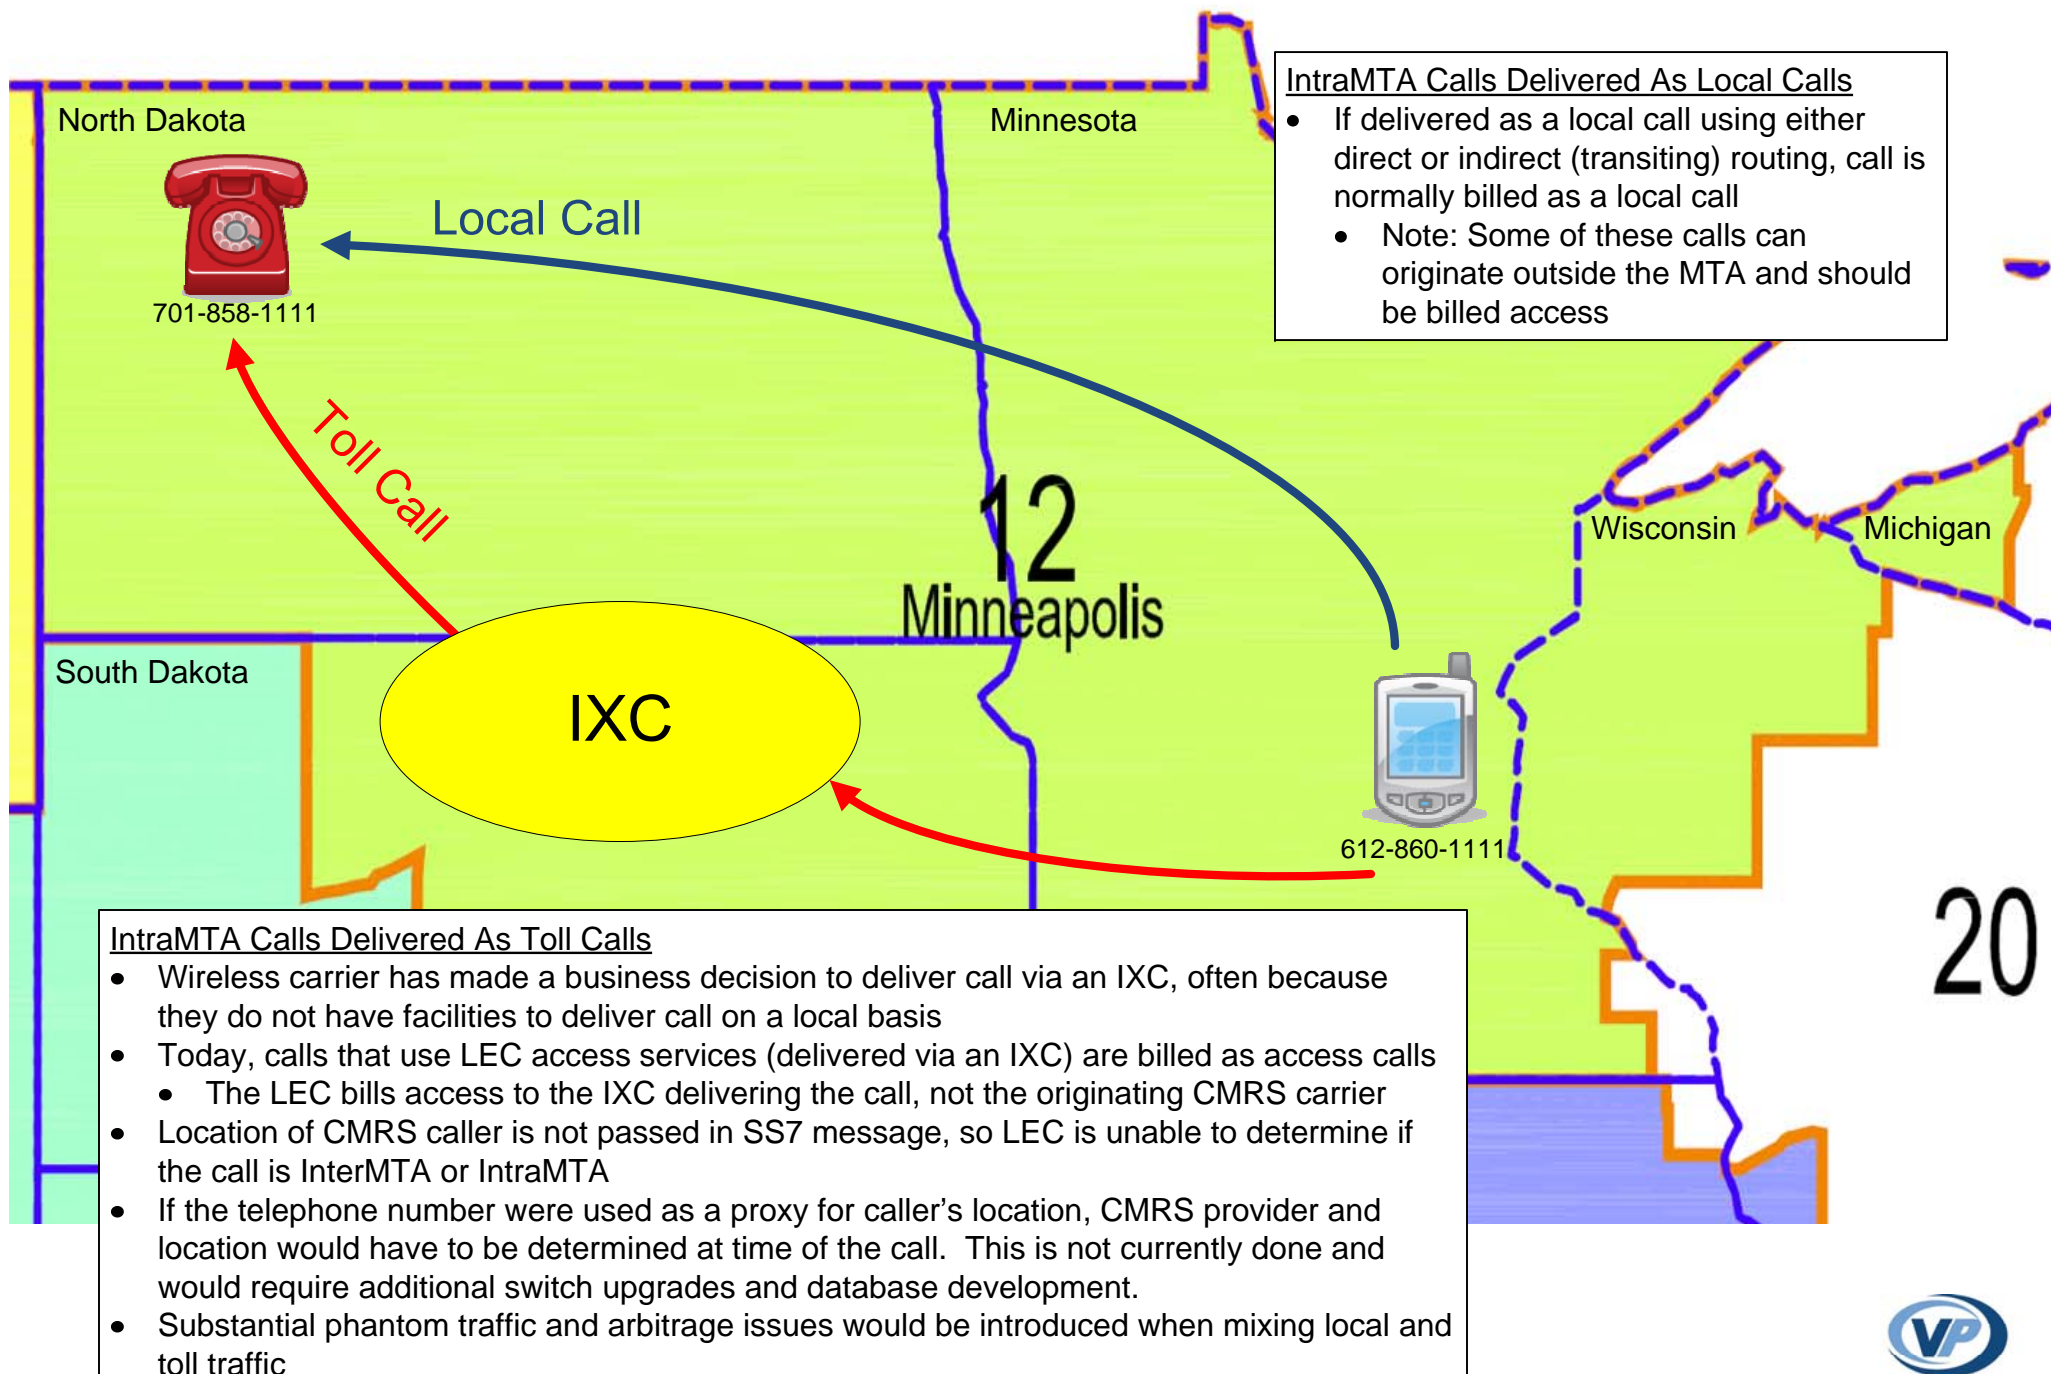 North Dakota
Minnesota
IntraMTA Calls Delivered As Local Calls
• If delivered as a local call using either
direct or indirect (transiting) routing, call is
normally billed as a local call
• Note: Some of these calls can
originate outside the MTA and should
be billed access
Local Call
701-858-1111
Toll Call
12
Minneapolis
Wisconsin
Michigan
South Dakota
IXC
612-860-1111
20
IntraMTA Calls Delivered As Toll Calls
• Wireless carrier has made a business decision to deliver call via an IXC, often because
they do not have facilities to deliver call on a local basis
• Today, calls that use LEC access services (delivered via an IXC) are billed as access calls
• The LEC bills access to the IXC delivering the call, not the originating CMRS carrier
• Location of CMRS caller is not passed in SS7 message, so LEC is unable to determine if
the call is InterMTA or IntraMTA
• If the telephone number were used as a proxy for caller’s location, CMRS provider and
location would have to be determined at time of the call.  This is not currently done and
would require additional switch upgrades and database development.
• Substantial phantom traffic and arbitrage issues would be introduced when mixing local and
toll traffic
VP